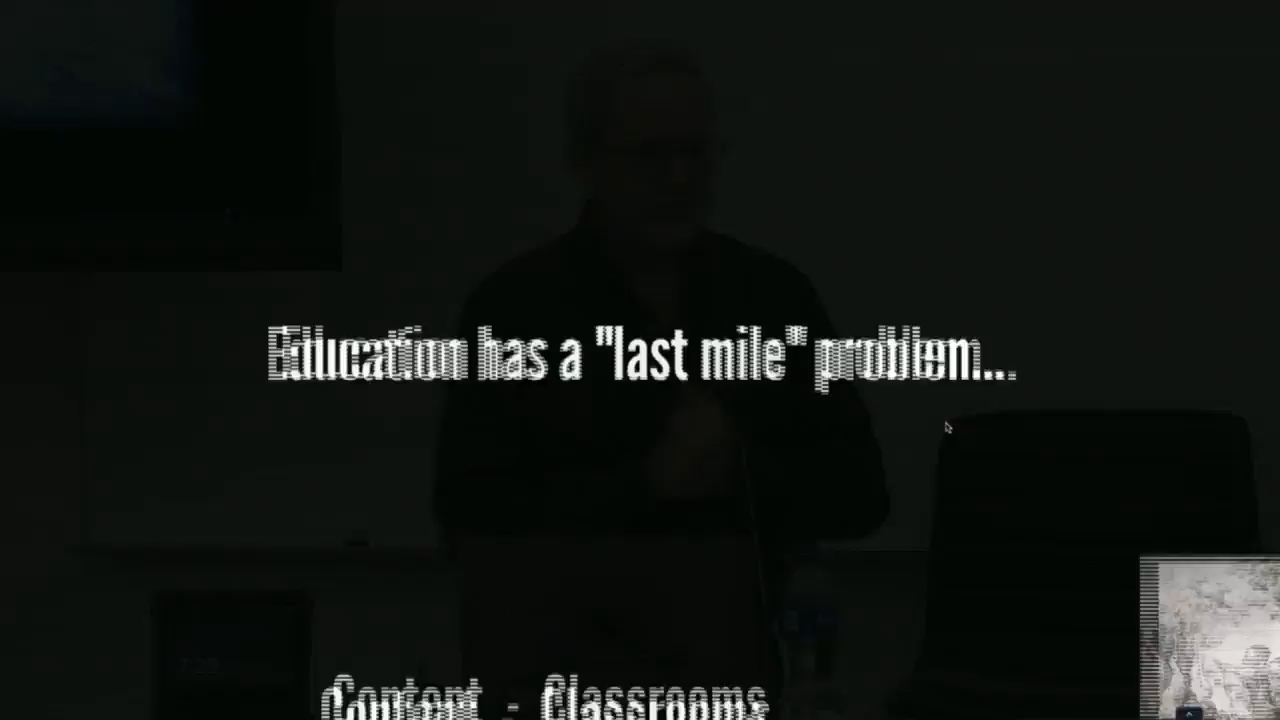 Education has a "last mile" problem...
Content - Classrooms